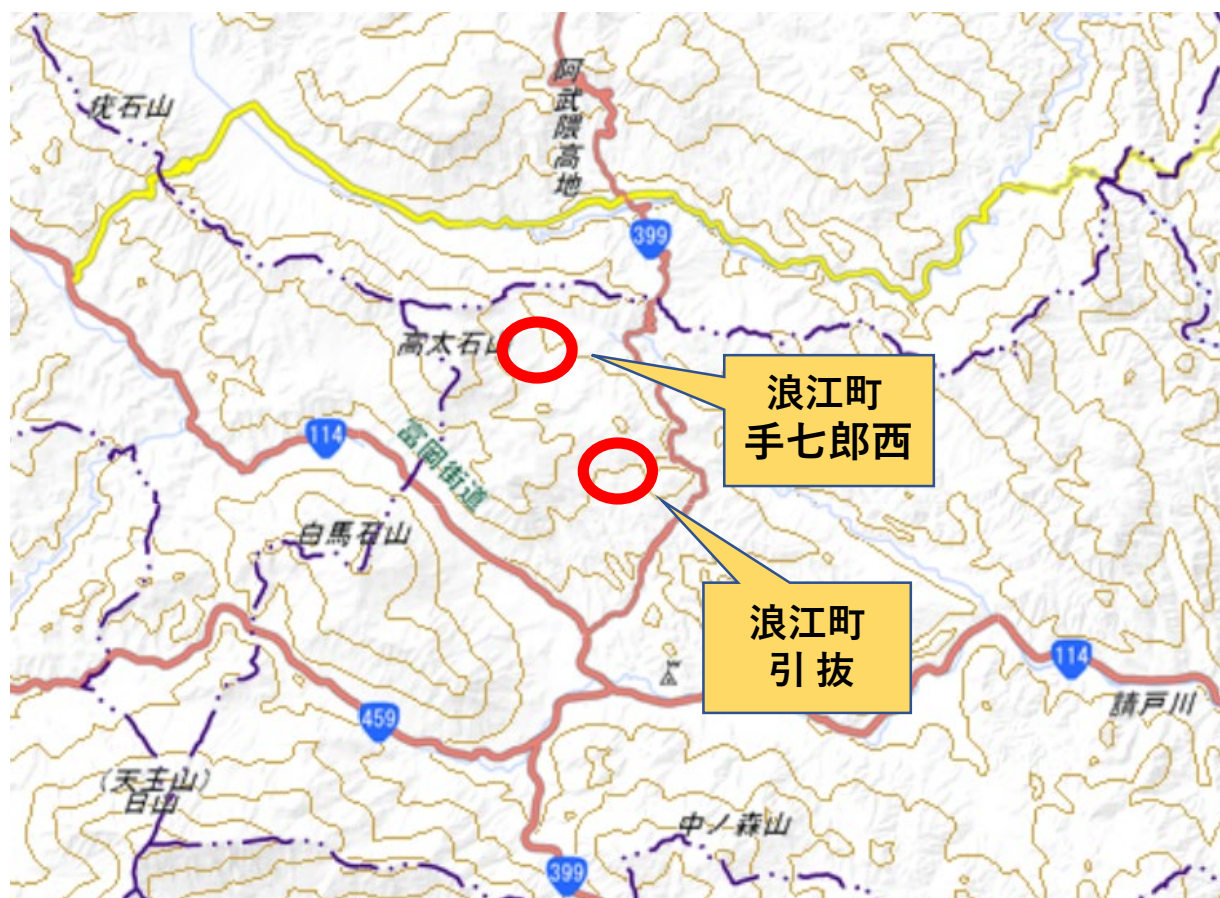 阿武隈高地
疣石山
399
高太石山
浪江町
手七郎西
114
富岡街道
浪江町
引抜
白馬石山
114
請戸川
459
(天王山)
日山
中ノ森山
399